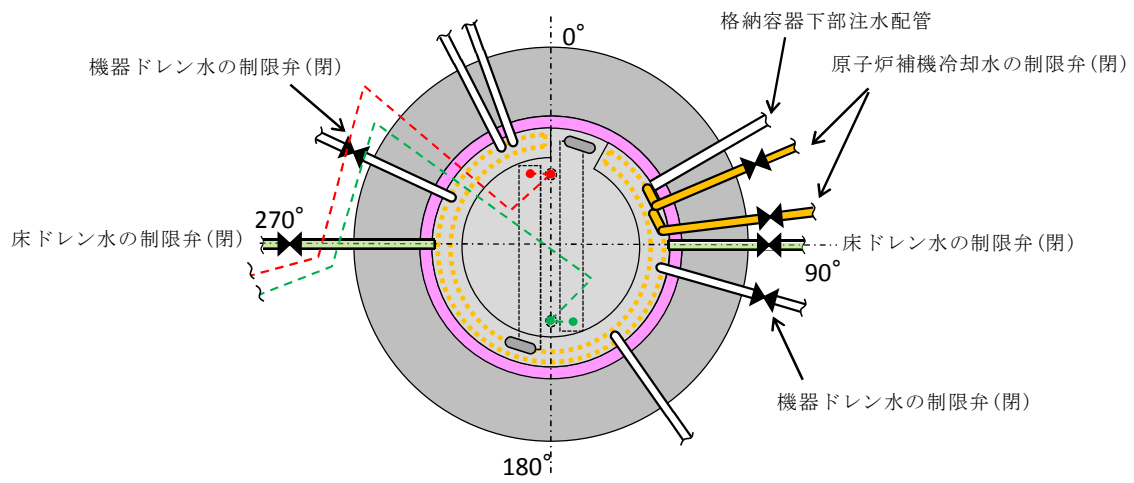 格納容器下部注水配管
0°
機器ドレン水の制限弁(閉)
原子炉補機冷却水の制限弁(閉)
270°
床ドレン水の制限弁(閉)
床ドレン水の制限弁(閉)
90°
機器ドレン水の制限弁(閉)
180°